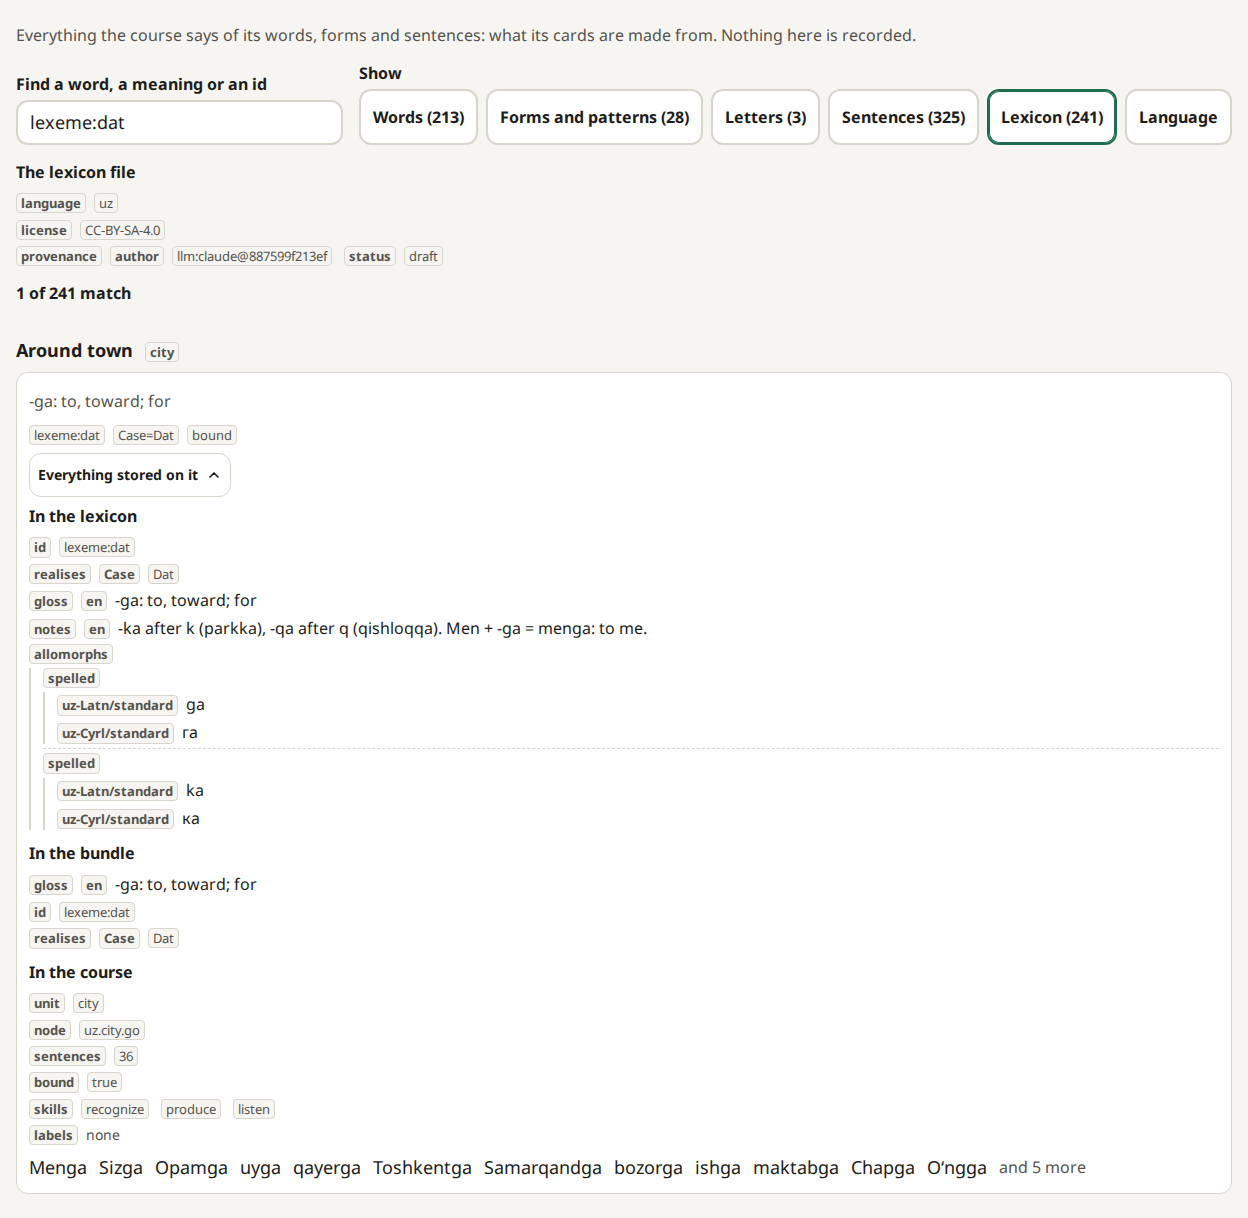 Everything the course says of its words, forms and sentences: what its cards are made from. Nothing here is recorded.
Find a word, a meaning or an id
Show
lexeme:dat
Words (213)
Forms and patterns (28)
Letters (3)
Sentences (325)
Lexicon (241)
Language
The lexicon file
language uz
license CC-BY-SA-4.0
provenance author llm:claude@887599f213ef status draft
1 of 241 match
Around town city
-ga: to, toward; for
lexeme:dat Case=Dat bound
Everything stored on it
In the lexicon
id lexeme:dat
realises Case Dat
gloss en -ga: to, toward; for
notes en -ka after k (parkka), -qa after q (qishloqqa). Men + -ga = menga: to me.
allomorphs
spelled
uz-Latn/standard ga
uz-Cyrl/standard га
spelled
uz-Latn/standard ka
uz-Cyrl/standard ка
In the bundle
gloss en -ga: to, toward; for
id lexeme:dat
realises Case Dat
In the course
unit city
node uz.city.go
sentences 36
bound true
skills recognize produce listen
labels none
Menga Sizga Opamga uyga qayerga Toshkentga Samarqandga bozorga ishga maktabga Chapga Oʻngga and 5 more